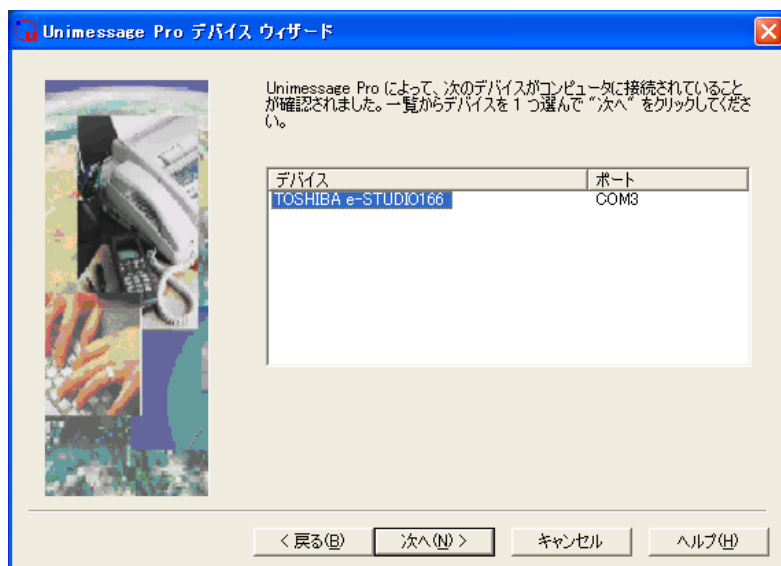 Unimessage Pro デバイス ウィザード
Unimessage Pro によって、次のデバイスがコンピュータに接続されていること
が確認されました。一覧からデバイスを 1 つ選んで “次へ” をクリックしてくださ
い。
デバイス ポート
TOSHIBA e-STUDIO166 COM3
< 戻る(B) 次へ(N) > キャンセル ヘルプ(H)